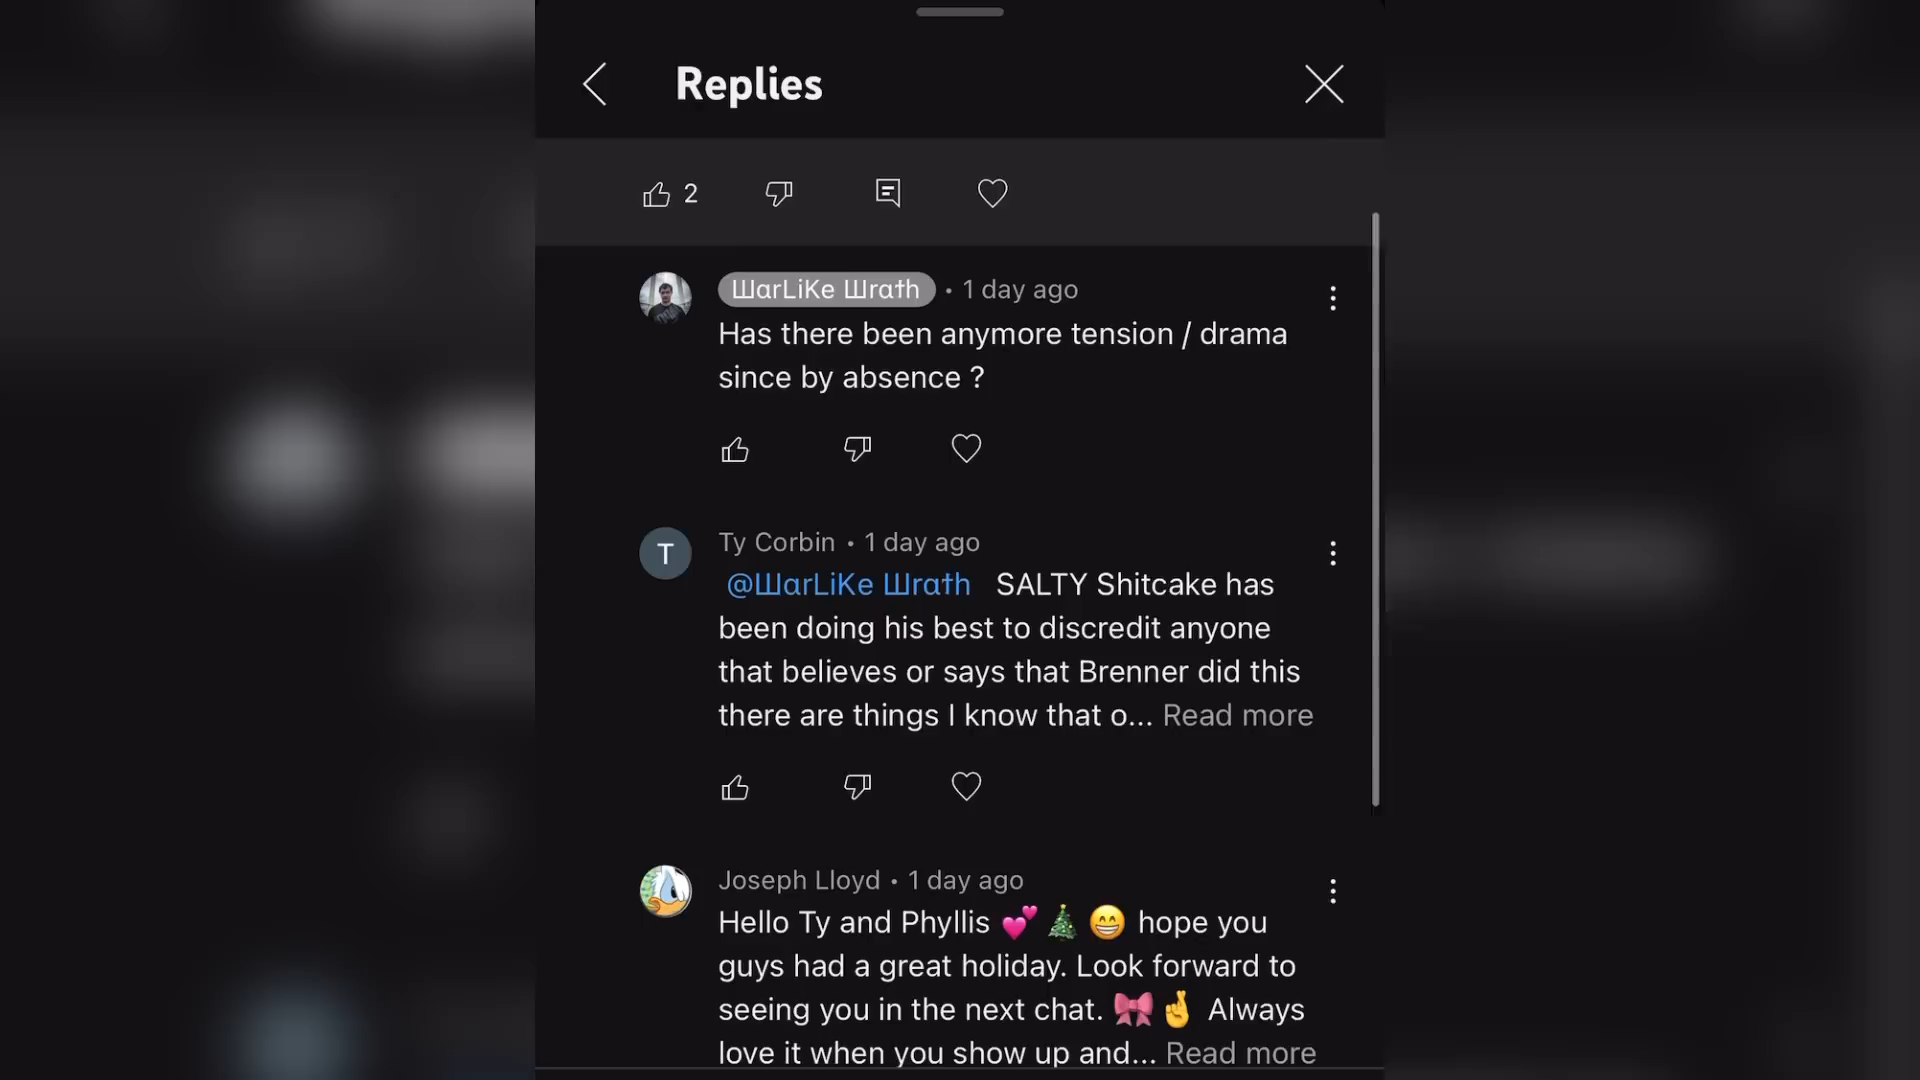 Replies
2
ШarLiKe Шrath • 1 day ago
Has there been anymore tension / drama
since by absence ?
T
Ty Corbin • 1 day ago
@ШarLiKe Шrath SALTY Shitcake has
been doing his best to discredit anyone
that believes or says that Brenner did this
there are things I know that o... Read more
Joseph Lloyd • 1 day ago
Hello Ty and Phyllis 💕🎄😁 hope you
guys had a great holiday. Look forward to
seeing you in the next chat. 🎀🤞 Always
love it when you show up and... Read more